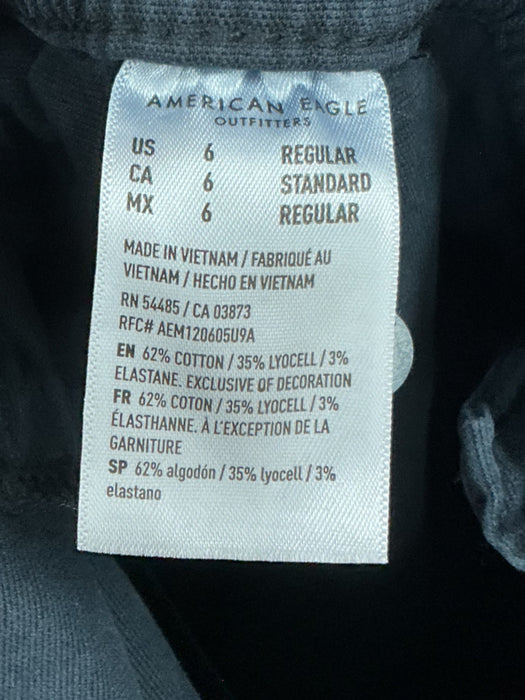 AMERICAN EAGLE
OUTFITTERS
US 6 REGULAR
CA 6 STANDARD
MX 6 REGULAR
MADE IN VIETNAM / FABRIQUÉ AU
VIETNAM / HECHO EN VIETNAM
RN 54485 / CA 03873
RFC# AEM120605U9A
EN 62% COTTON / 35% LYOCELL / 3%
ELASTANE. EXCLUSIVE OF DECORATION
FR 62% COTON / 35% LYOCELL / 3%
ÉLASTHANNE. À L'EXCEPTION DE LA
GARNITURE
SP 62% algodón / 35% lyocell / 3%
elastano